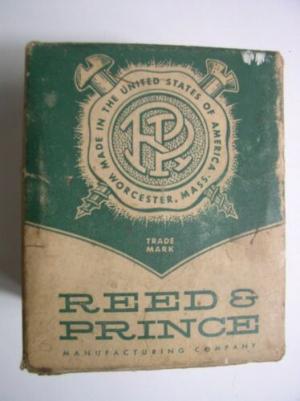 MADE IN THE UNITED STATES OF AMERICA
RP
WORCESTER, MASS.
TRADE
MARK
REED &
PRINCE
MANUFACTURING COMPANY